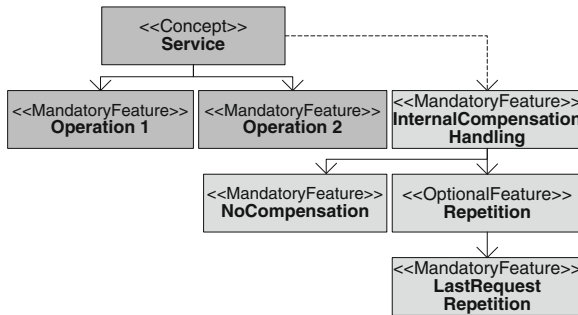 <<Concept>>
Service
<<MandatoryFeature>>
Operation 1
<<MandatoryFeature>>
Operation 2
<<MandatoryFeature>>
InternalCompensation
Handling
<<MandatoryFeature>>
NoCompensation
<<OptionalFeature>>
Repetition
<<MandatoryFeature>>
LastRequest
Repetition